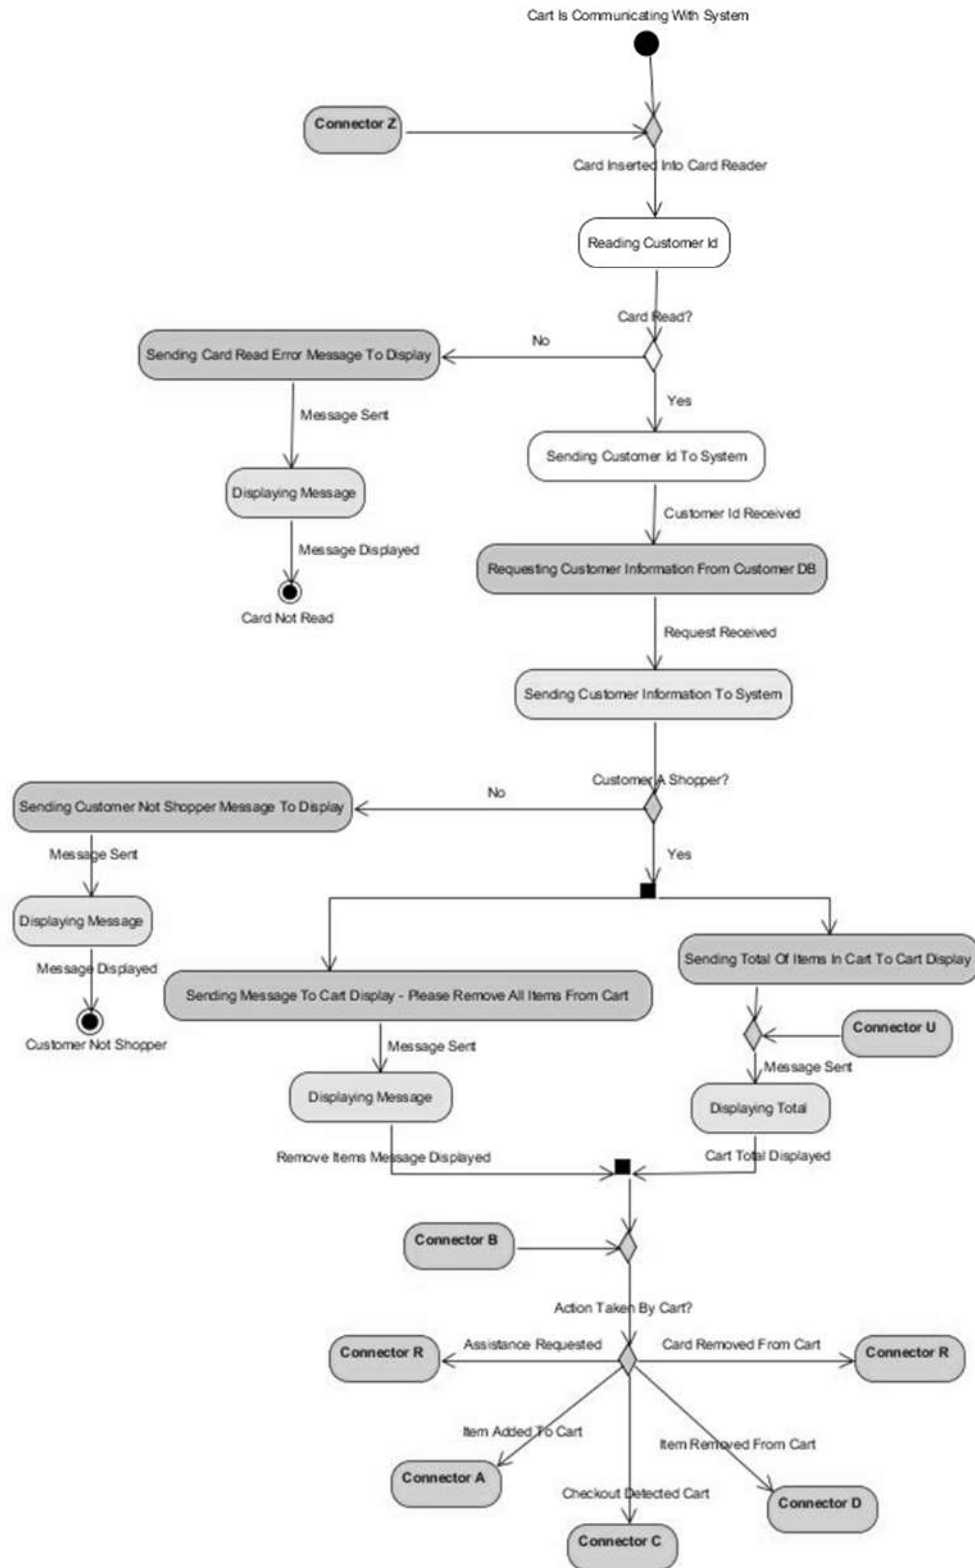 Cart Is Communicating With System
Connector Z
Card Inserted Into Card Reader
Reading Customer Id
Card Read?
No
Sending Card Read Error Message To Display
Yes
Message Sent
Sending Customer Id To System
Displaying Message
Customer Id Received
Message Displayed
Requesting Customer Information From Customer DB
Card Not Read
Request Received
Sending Customer Information To System
Customer A Shopper?
No
Sending Customer Not Shopper Message To Display
Message Sent
Yes
Displaying Message
Message Displayed
Sending Total Of Items In Cart To Cart Display
Sending Message To Cart Display - Please Remove All Items From Cart
Connector U
Customer Not Shopper
Message Sent
Message Sent
Displaying Message
Displaying Total
Remove Items Message Displayed
Cart Total Displayed
Connector B
Action Taken By Cart?
Assistance Requested
Card Removed From Cart
Connector R
Connector R
Item Added To Cart
Item Removed From Cart
Connector A
Checkout Detected Cart
Connector D
Connector C